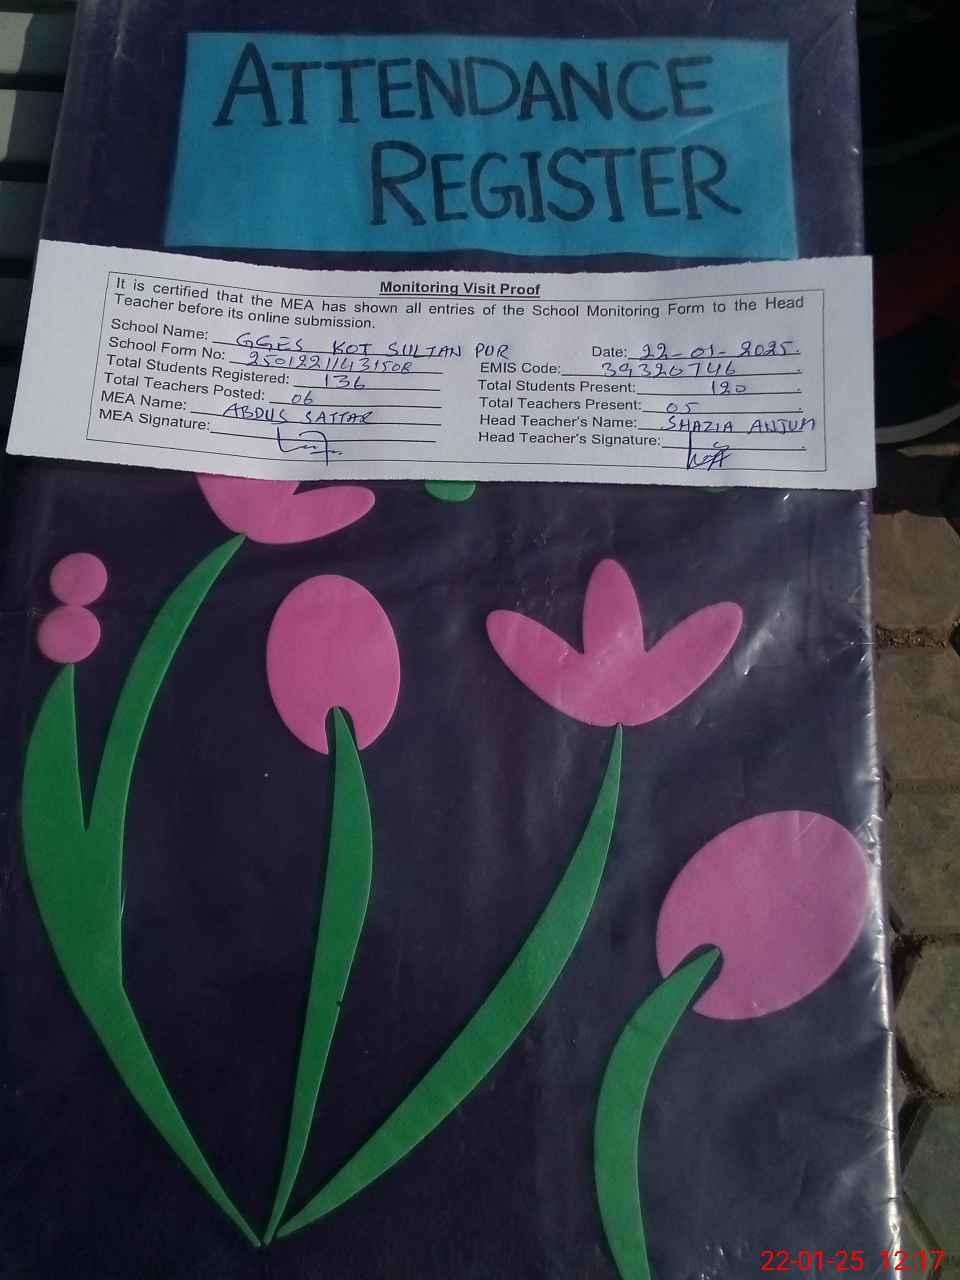 ATTENDANCE
REGISTER
Monitoring Visit Proof
It is certified that the MEA has shown all entries of the School Monitoring Form to the Head
Teacher before its online submission.
School Name: GGES KOT SULTAN PUR Date: 22-01-2025.
School Form No: EMIS Code: 39320746
Total Students Registered: 136 Total Students Present: 120
Total Teachers Posted: 06 Total Teachers Present: 05
MEA Name: ABDUS SATTAR Head Teacher's Name: SHAZIA ANJUM
MEA Signature: Head Teacher's Signature:
22-01-25 12:17